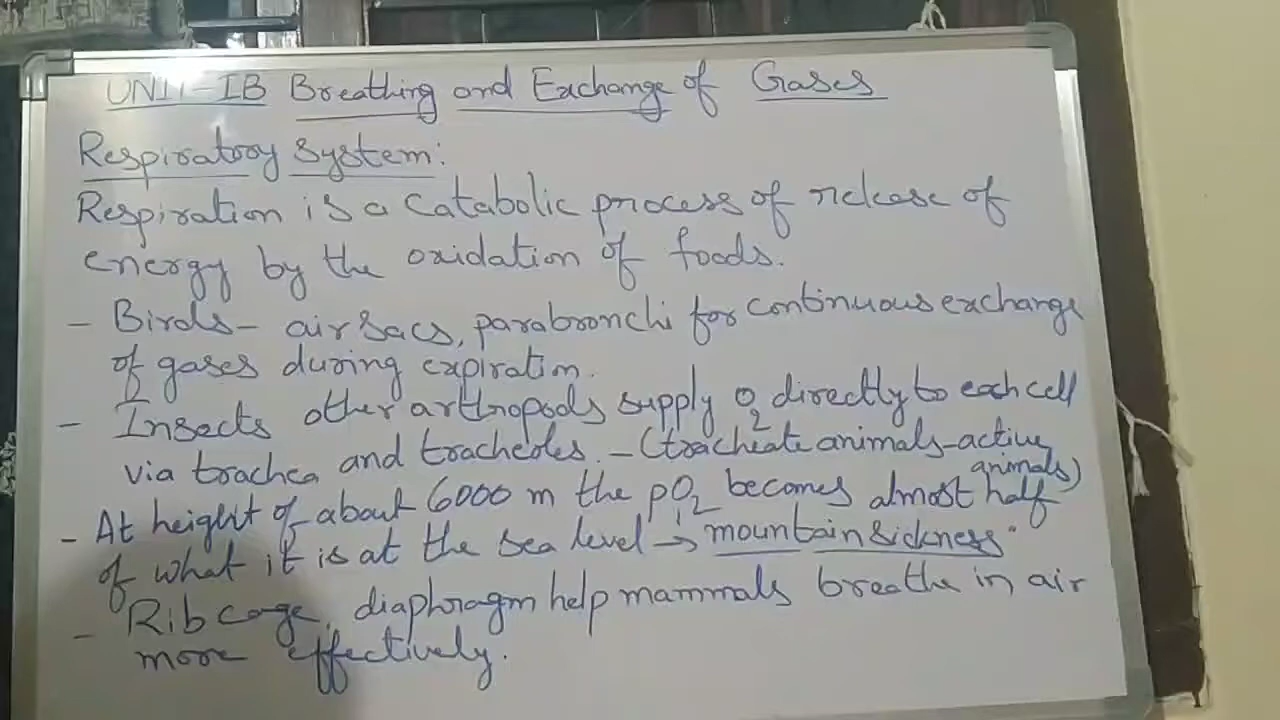 UNIT-IB Breathing and Exchange of Gases
Respiratory System:
Respiration is a Catabolic process of release of
energy by the oxidation of foods.
- Birds - air sacs, parabronchi for continuous exchange
of gases during expiration.
- Insects other arthropods supply O2 directly to each cell
via trachea and tracheoles. - (tracheate animals-active
animals)
- At height of about 6000 m the pO2 becomes almost half
of what it is at the sea level → "mountain sickness"
- Rib cage, diaphragm help mammals breathe in air
more effectively.